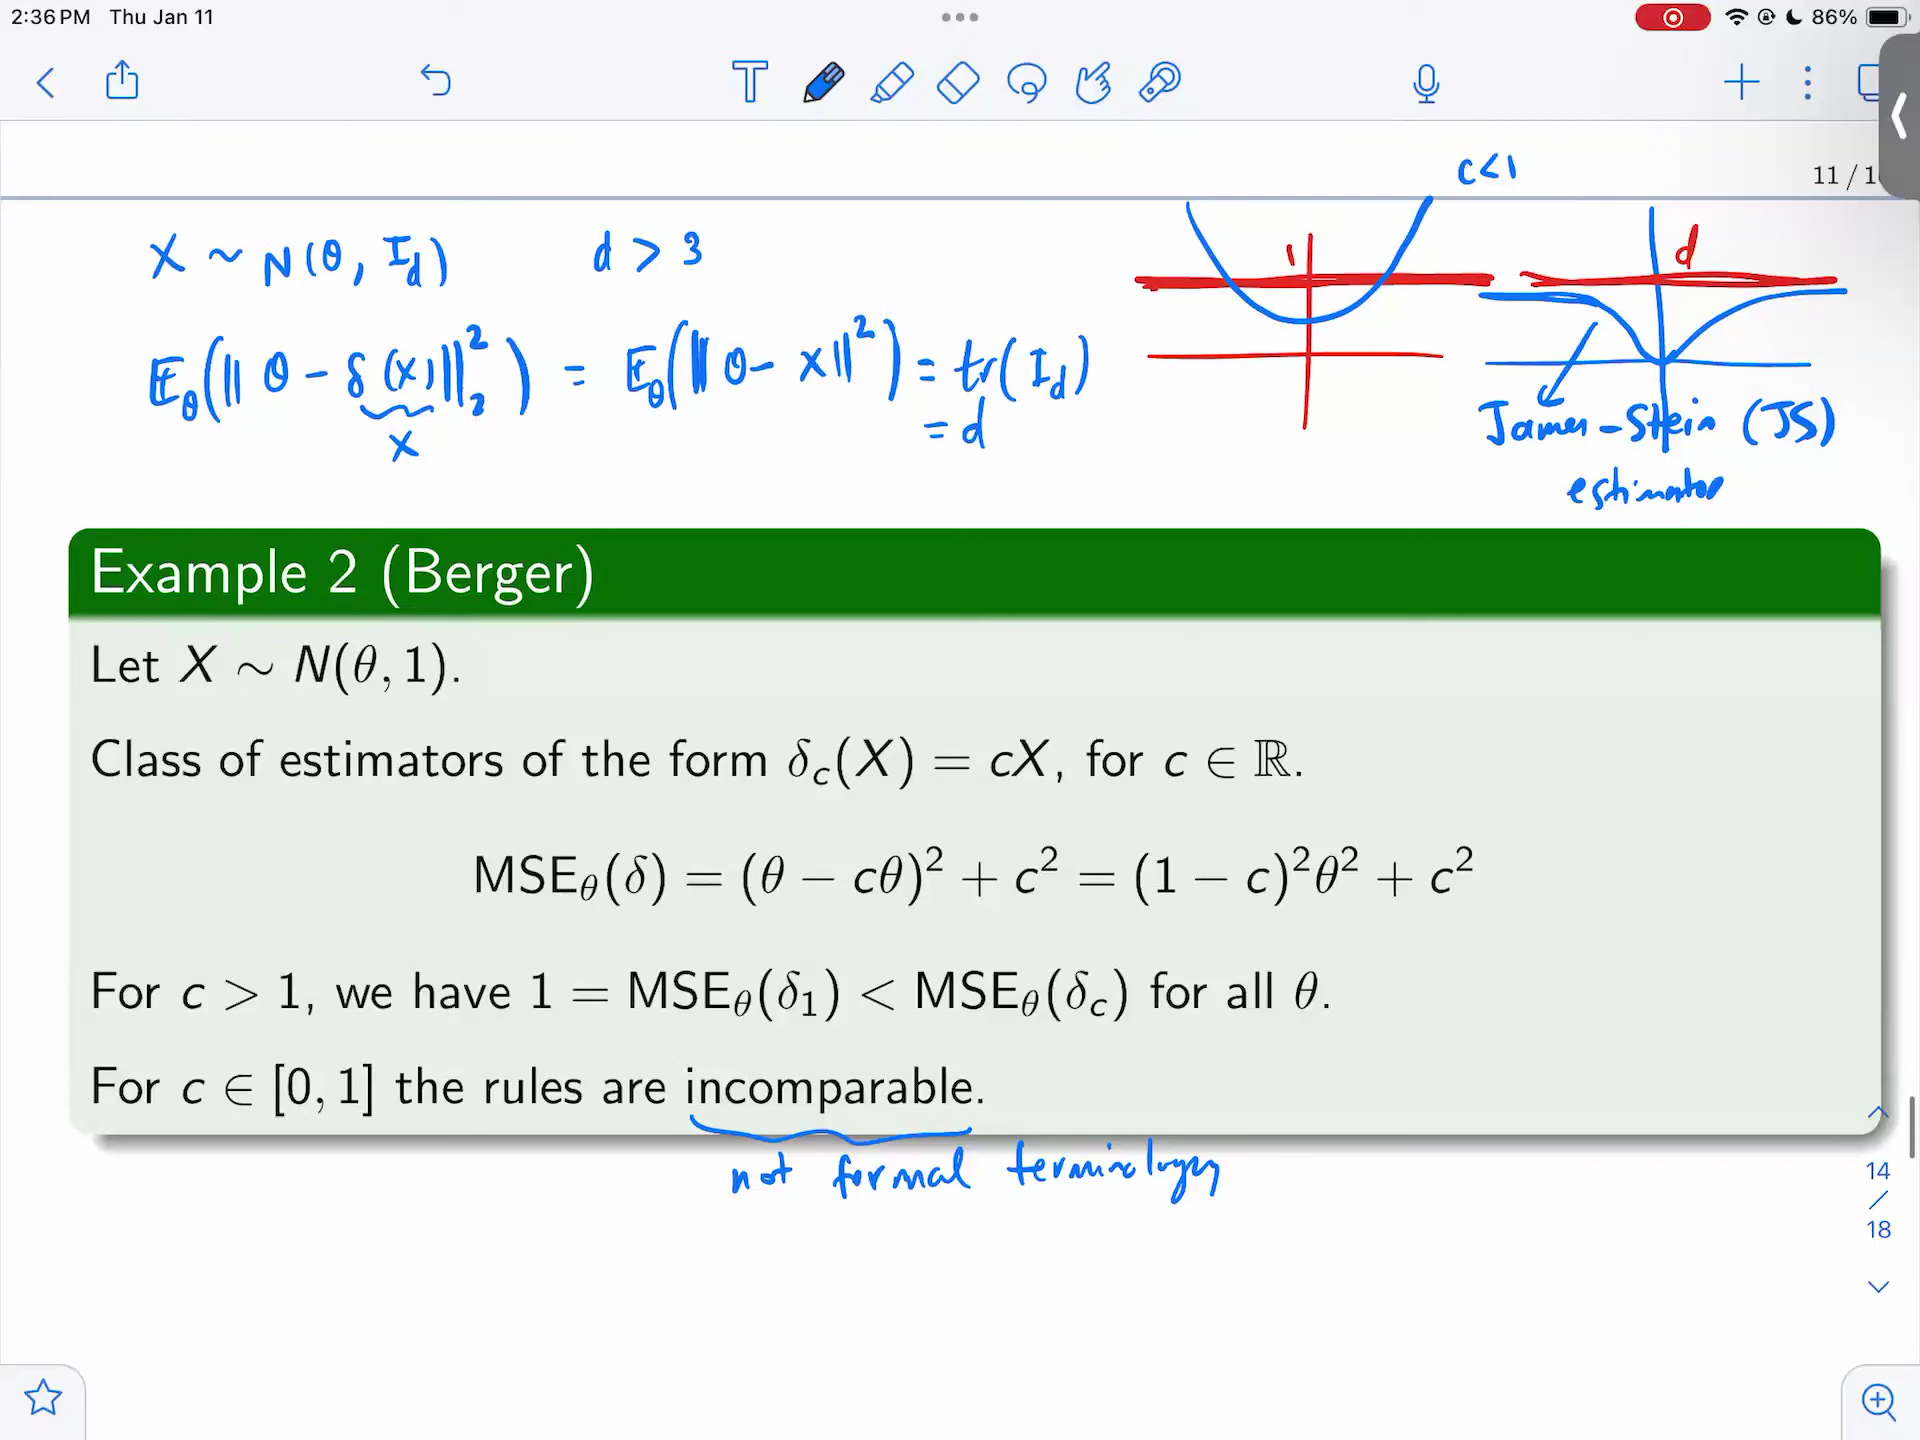 2:36 PM Thu Jan 11
86%
T
c<1
X ~ N(θ, I_d) d > 3
1
d
E_θ(‖ θ - δ(X)‖₂² ) = E_θ(‖ θ - X‖²) = tr(I_d)
X
= d
James-Stein (JS)
estimator
Example 2 (Berger)
Let X ∼ N(θ, 1).
Class of estimators of the form δ_c(X) = cX, for c ∈ ℝ.
MSE_θ(δ) = (θ − cθ)² + c² = (1 − c)²θ² + c²
For c > 1, we have 1 = MSE_θ(δ₁) < MSE_θ(δ_c) for all θ.
For c ∈ [0, 1] the rules are incomparable.
not formal terminology
14
/
18